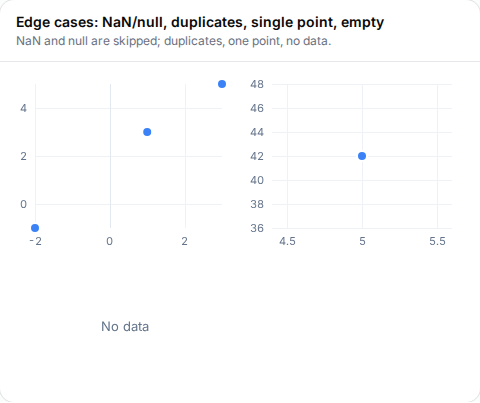 Edge cases: NaN/null, duplicates, single point, empty
NaN and null are skipped; duplicates, one point, no data.
4
2
0
-2 0 2
48
46
44
42
40
38
36
4.5 5 5.5
No data